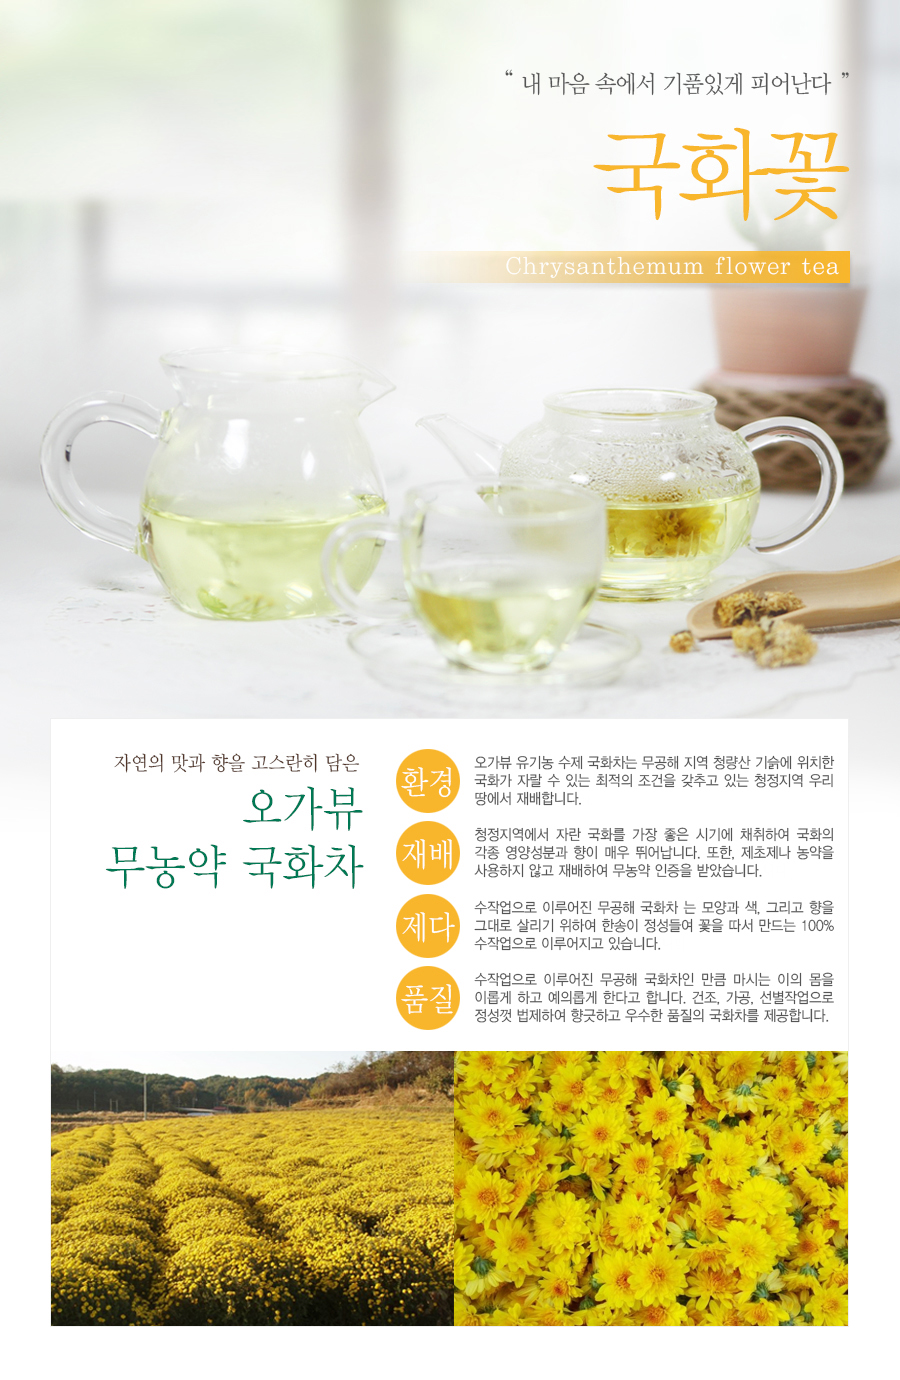 “ 내 마음 속에서 기품있게 피어난다 ”
국화꽃
Chrysanthemum flower tea
자연의 맛과 향을 고스란히 담은
오가뷰
무농약 국화차
환경
오가뷰 유기농 수제 국화차는 무공해 지역 청량산 기슭에 위치한
국화가 자랄 수 있는 최적의 조건을 갖추고 있는 청정지역 우리
땅에서 재배합니다.
재배
청정지역에서 자란 국화를 가장 좋은 시기에 채취하여 국화의
각종 영양성분과 향이 매우 뛰어납니다. 또한, 제초제나 농약을
사용하지 않고 재배하여 무농약 인증을 받았습니다.
제다
수작업으로 이루어진 무공해 국화차 는 모양과 색, 그리고 향을
그대로 살리기 위하여 한송이 정성들여 꽃을 따서 만드는 100%
수작업으로 이루어지고 있습니다.
품질
수작업으로 이루어진 무공해 국화차인 만큼 마시는 이의 몸을
이롭게 하고 예의롭게 한다고 합니다. 건조, 가공, 선별작업으로
정성껏 법제하여 향긋하고 우수한 품질의 국화차를 제공합니다.